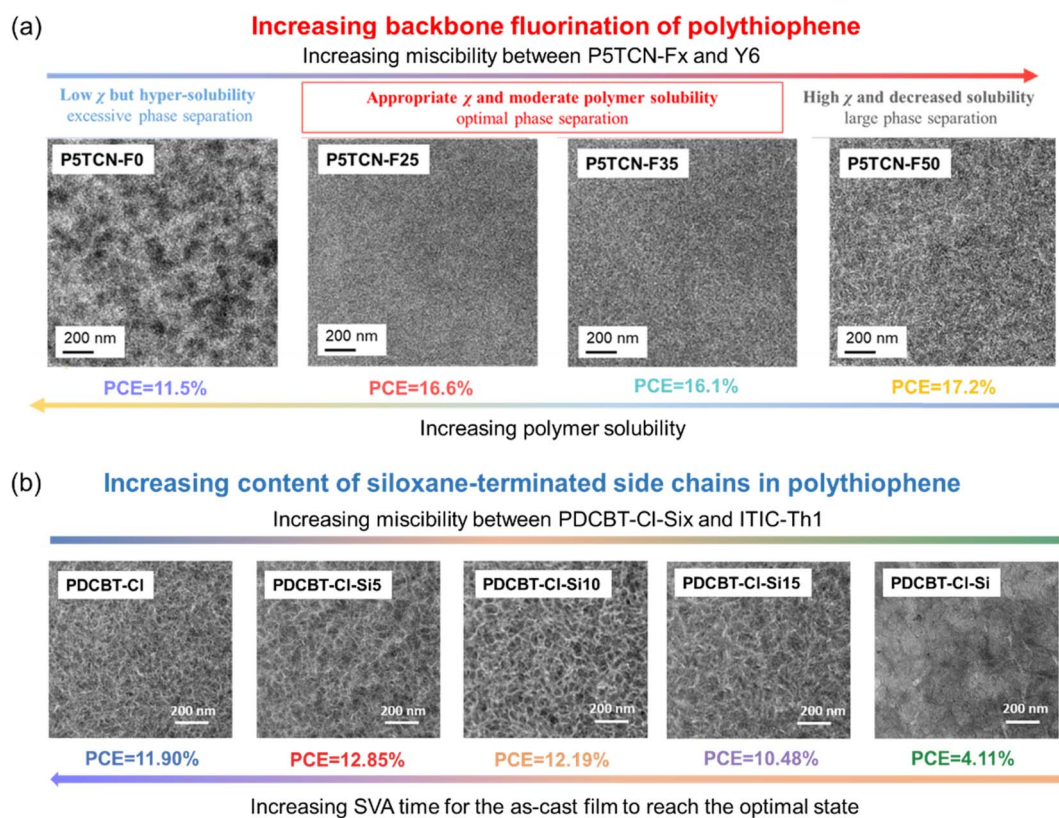 (a)
Increasing backbone fluorination of polythiophene
Increasing miscibility between P5TCN-Fx and Y6
Low χ but hyper-solubility
excessive phase separation
Appropriate χ and moderate polymer solubility
optimal phase separation
High χ and decreased solubility
large phase separation
P5TCN-F0
P5TCN-F25
P5TCN-F35
P5TCN-F50
200 nm
200 nm
200 nm
200 nm
PCE=11.5%
PCE=16.6%
PCE=16.1%
PCE=17.2%
Increasing polymer solubility
(b)
Increasing content of siloxane-terminated side chains in polythiophene
Increasing miscibility between PDCBT-Cl-Six and ITIC-Th1
PDCBT-Cl
PDCBT-Cl-Si5
PDCBT-Cl-Si10
PDCBT-Cl-Si15
PDCBT-Cl-Si
200 nm
200 nm
200 nm
200 nm
200 nm
PCE=11.90%
PCE=12.85%
PCE=12.19%
PCE=10.48%
PCE=4.11%
Increasing SVA time for the as-cast film to reach the optimal state